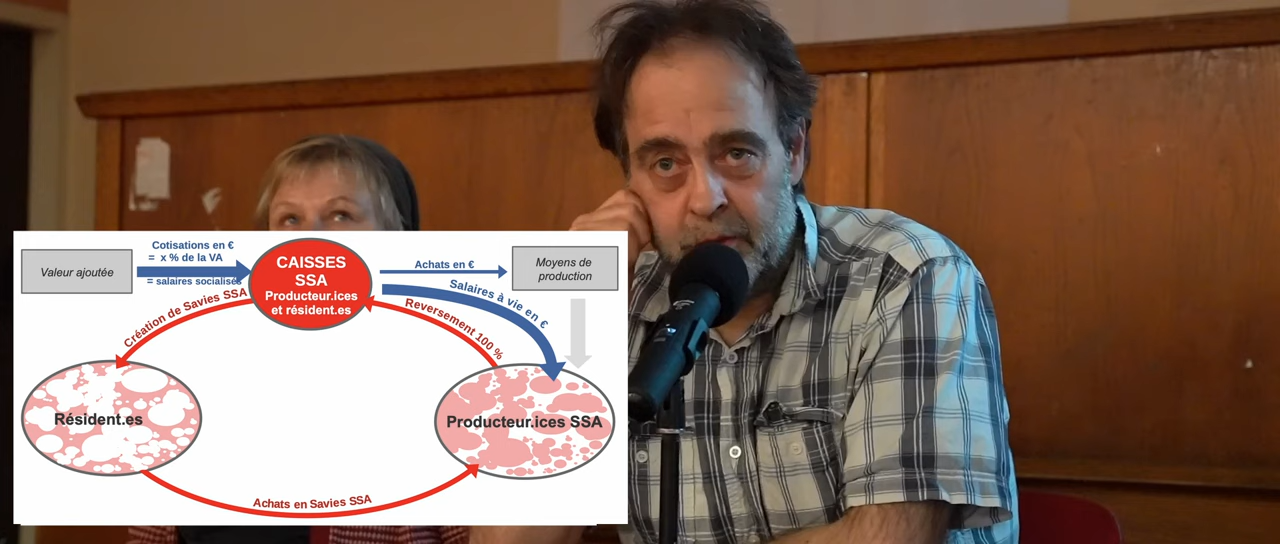 Valeur ajoutée
Cotisations en €
= x % de la VA
= salaires socialisés
CAISSES
SSA
Producteur.ices
et résident.es
Achats en €
Moyens de
production
Salaires à vie en €
Création de Savies SSA
Reversement 100 %
Résident.es
Producteur.ices SSA
Achats en Savies SSA